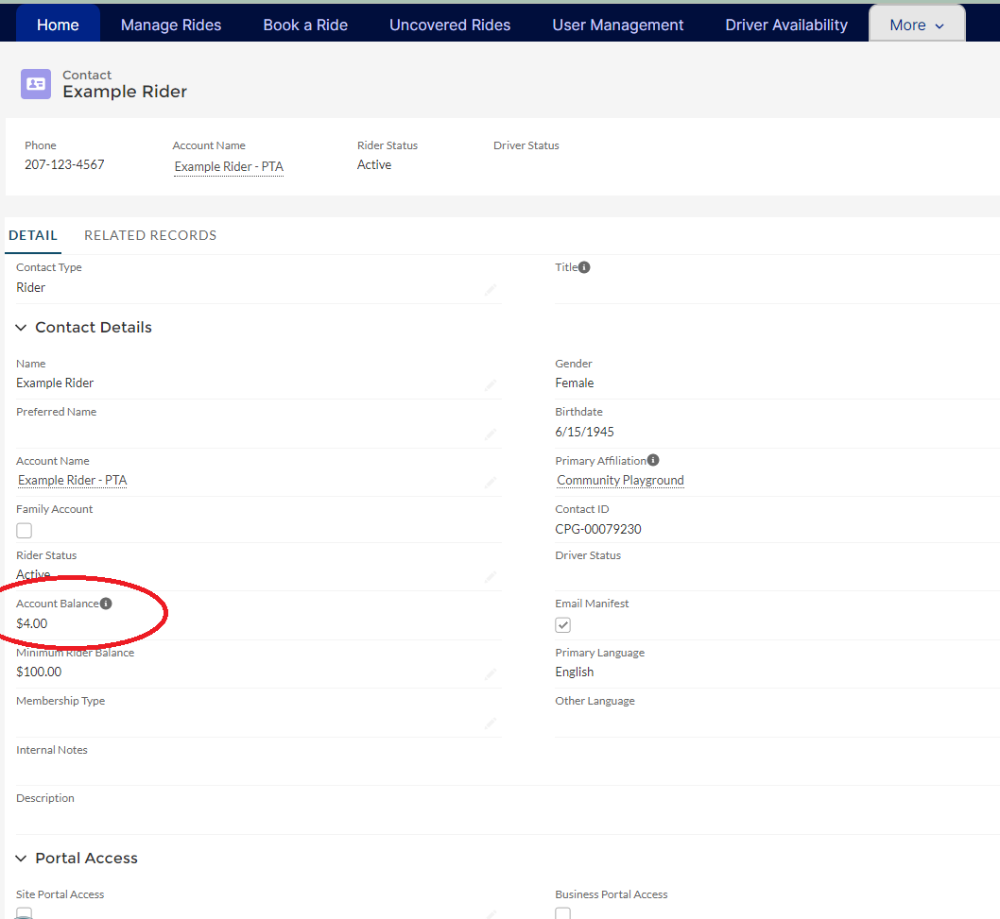 Home Manage Rides Book a Ride Uncovered Rides User Management Driver Availability More
Contact
Example Rider
Phone Account Name Rider Status Driver Status
207-123-4567 Example Rider - PTA Active
DETAIL RELATED RECORDS
Contact Type Title
Rider
Contact Details
Name Gender
Example Rider Female
Preferred Name Birthdate
6/15/1945
Account Name Primary Affiliation
Example Rider - PTA Community Playground
Family Account Contact ID
CPG-00079230
Rider Status Driver Status
Active
Account Balance Email Manifest
$4.00
Minimum Rider Balance Primary Language
$100.00 English
Membership Type Other Language
Internal Notes
Description
Portal Access
Site Portal Access Business Portal Access